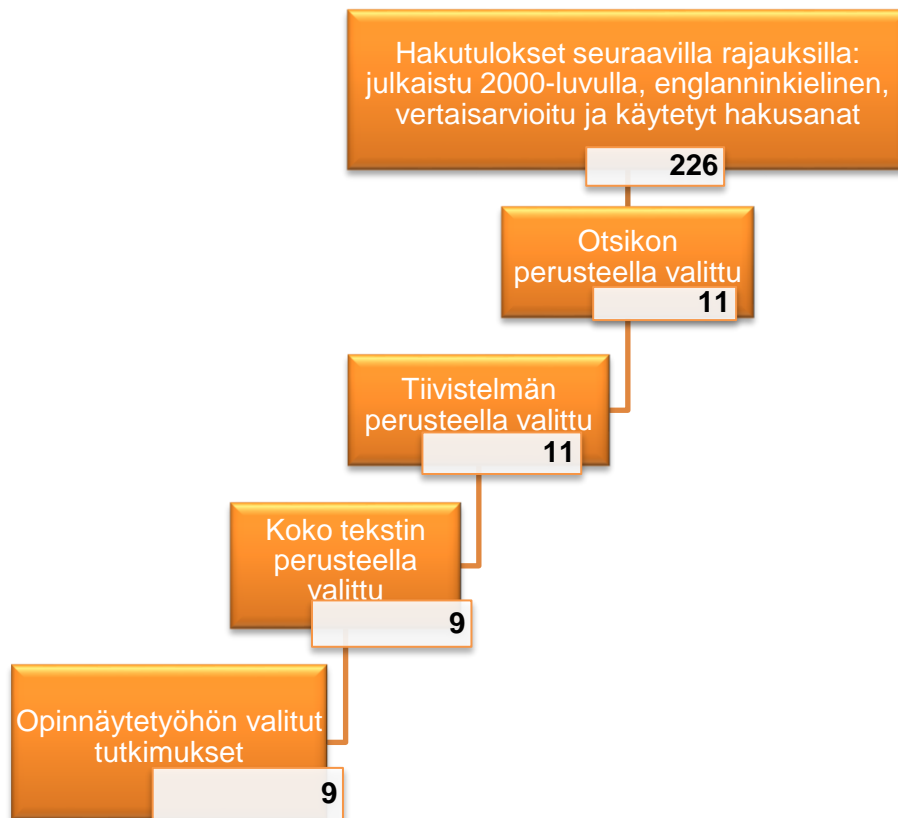 Hakutulokset seuraavilla rajauksilla:
julkaistu 2000-luvulla, englanninkielinen,
vertaisarvioitu ja käytetyt hakusanat
226
Otsikon
perusteella valittu
11
Tiivistelmän
perusteella valittu
11
Koko tekstin
perusteella
valittu
9
Opinnäytetyöhön valitut
tutkimukset
9